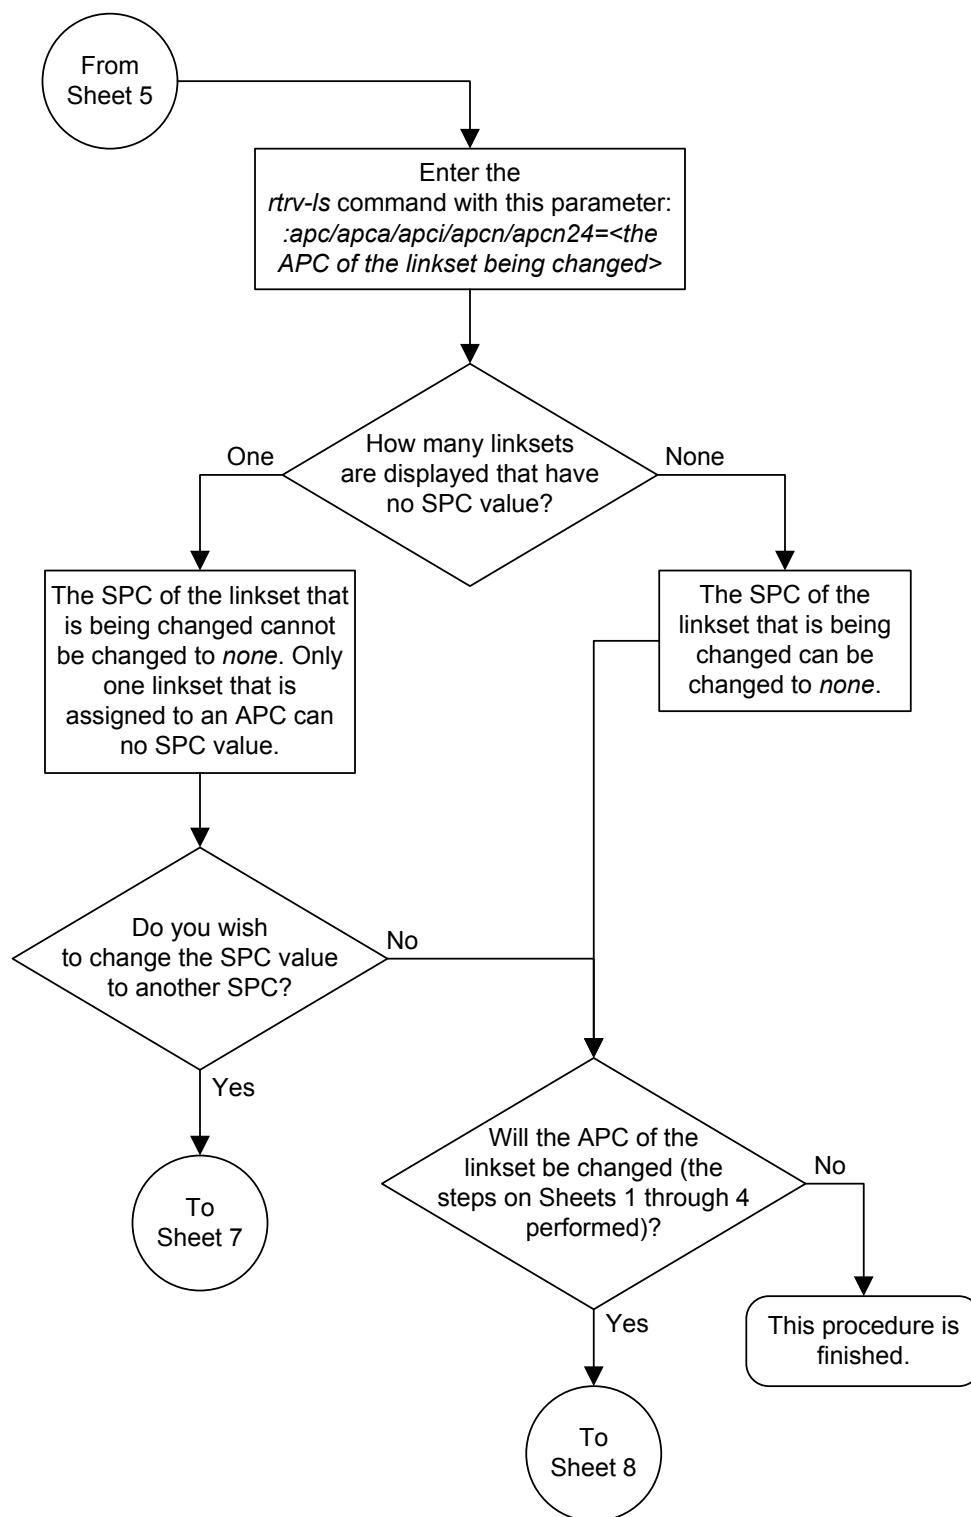 From
Sheet 5
Enter the
rtrv-ls command with this parameter:
:apc/apca/apci/apcn/apcn24=<the
APC of the linkset being changed>
How many linksets
are displayed that have
no SPC value?
One
None
The SPC of the linkset that
is being changed cannot
be changed to none. Only
one linkset that is
assigned to an APC can
no SPC value.
The SPC of the
linkset that is being
changed can be
changed to none.
Do you wish
to change the SPC value
to another SPC?
No
Yes
To
Sheet 7
Will the APC of the
linkset be changed (the
steps on Sheets 1 through 4
performed)?
No
Yes
This procedure is
finished.
To
Sheet 8